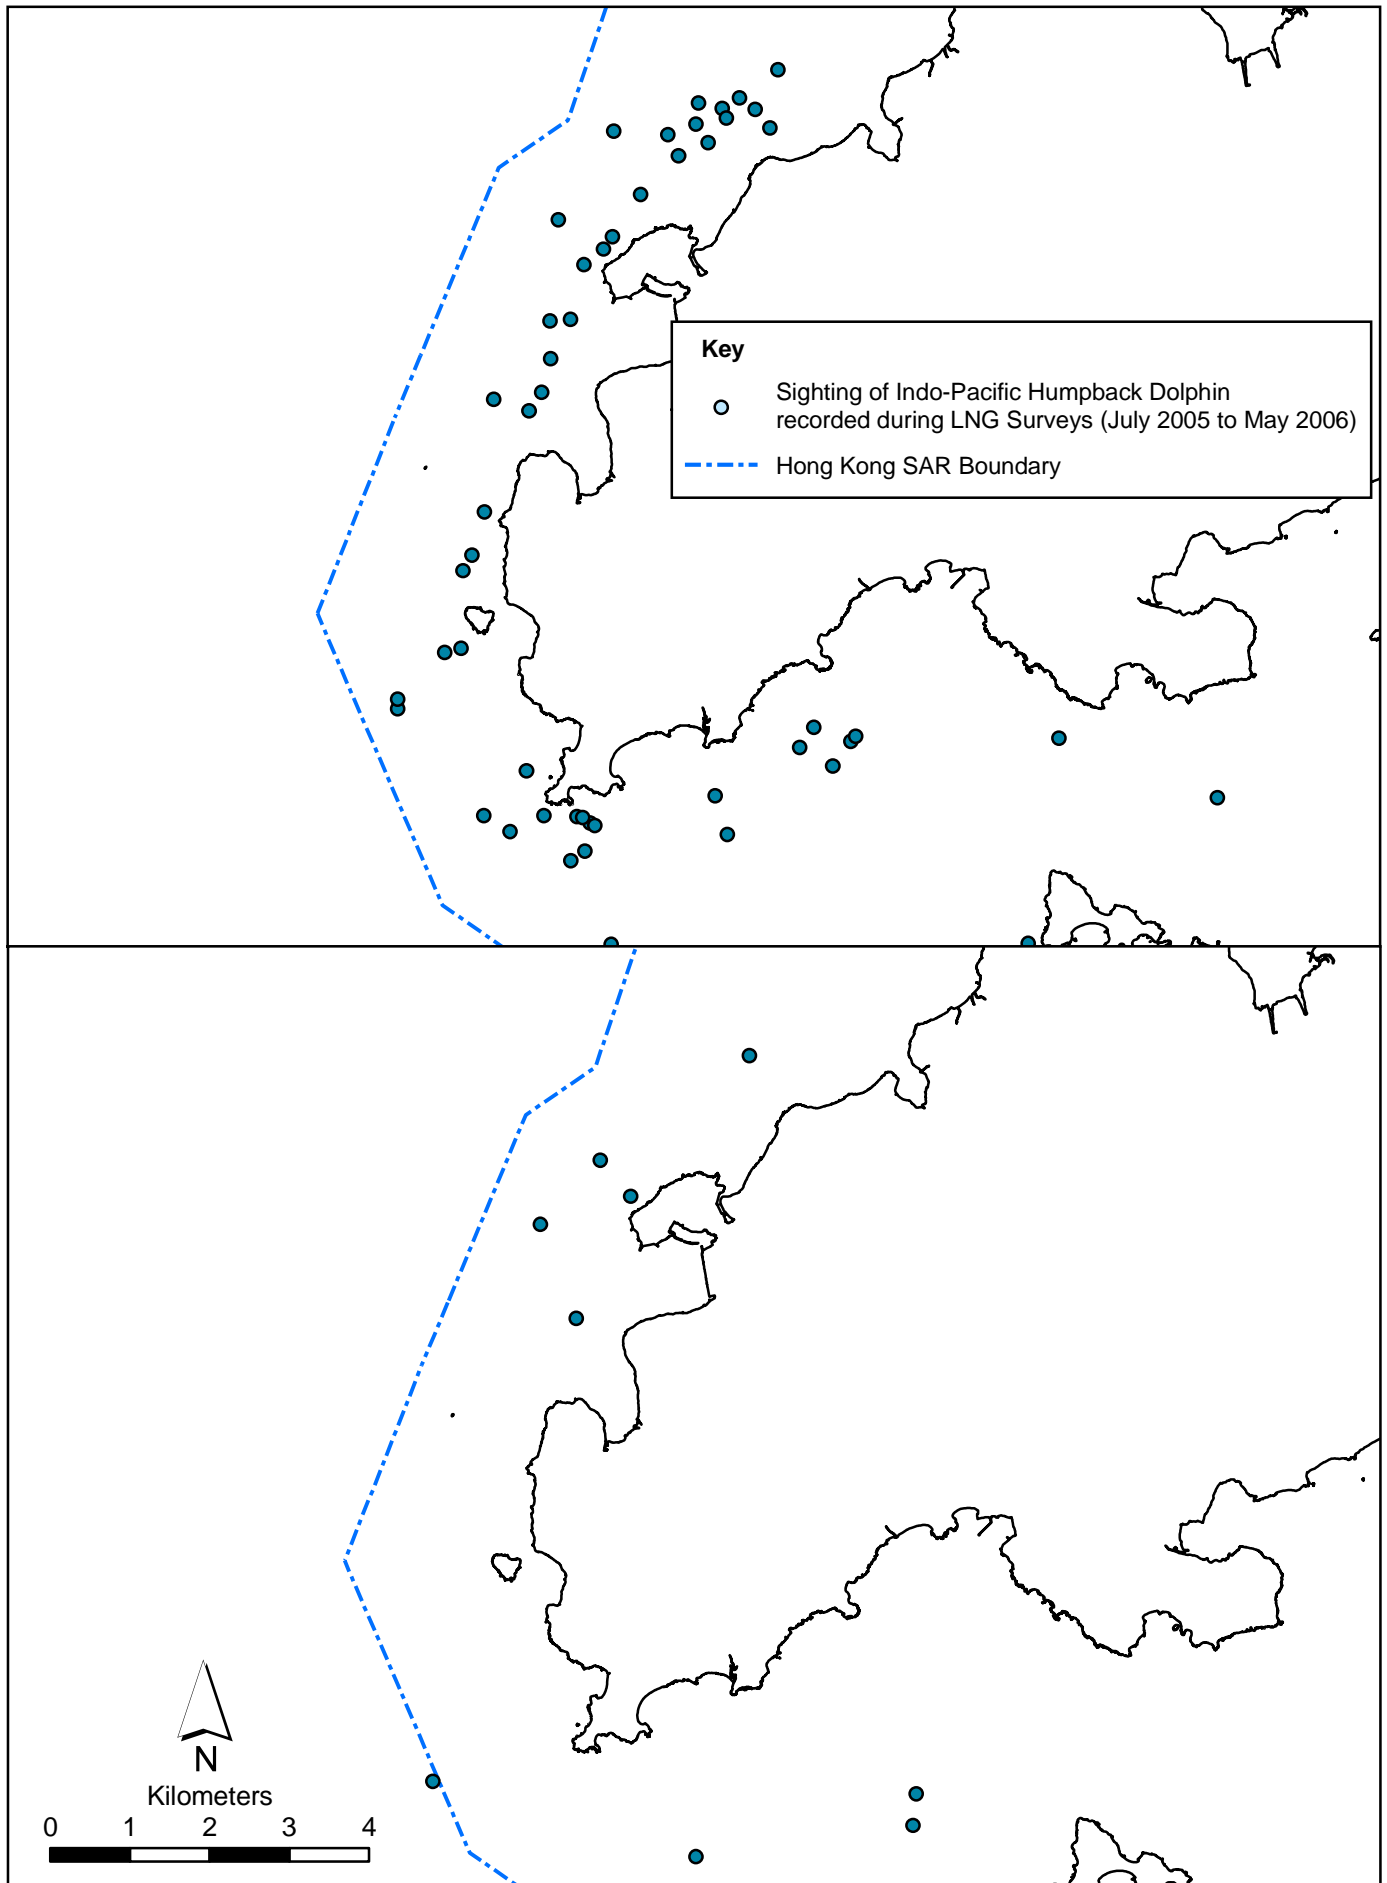 Key
Sighting of Indo-Pacific Humpback Dolphin
recorded during LNG Surveys (July 2005 to May 2006)
Hong Kong SAR Boundary
N
Kilometers
0 1 2 3 4